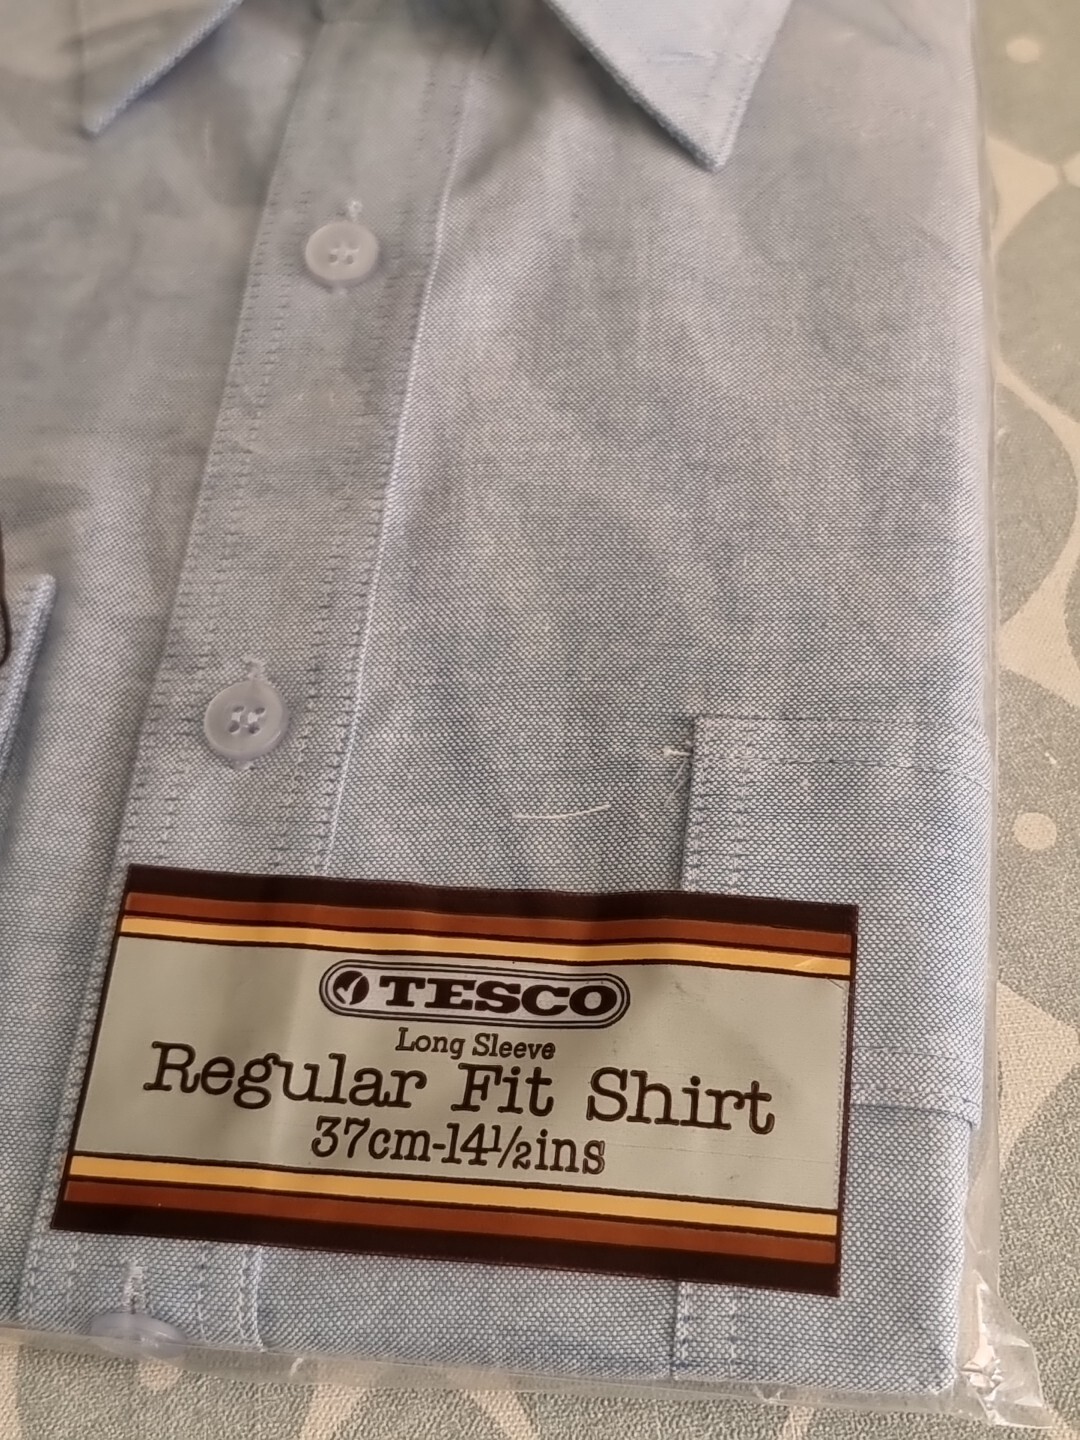 TESCO
Long Sleeve
Regular Fit Shirt
37cm-14½ins